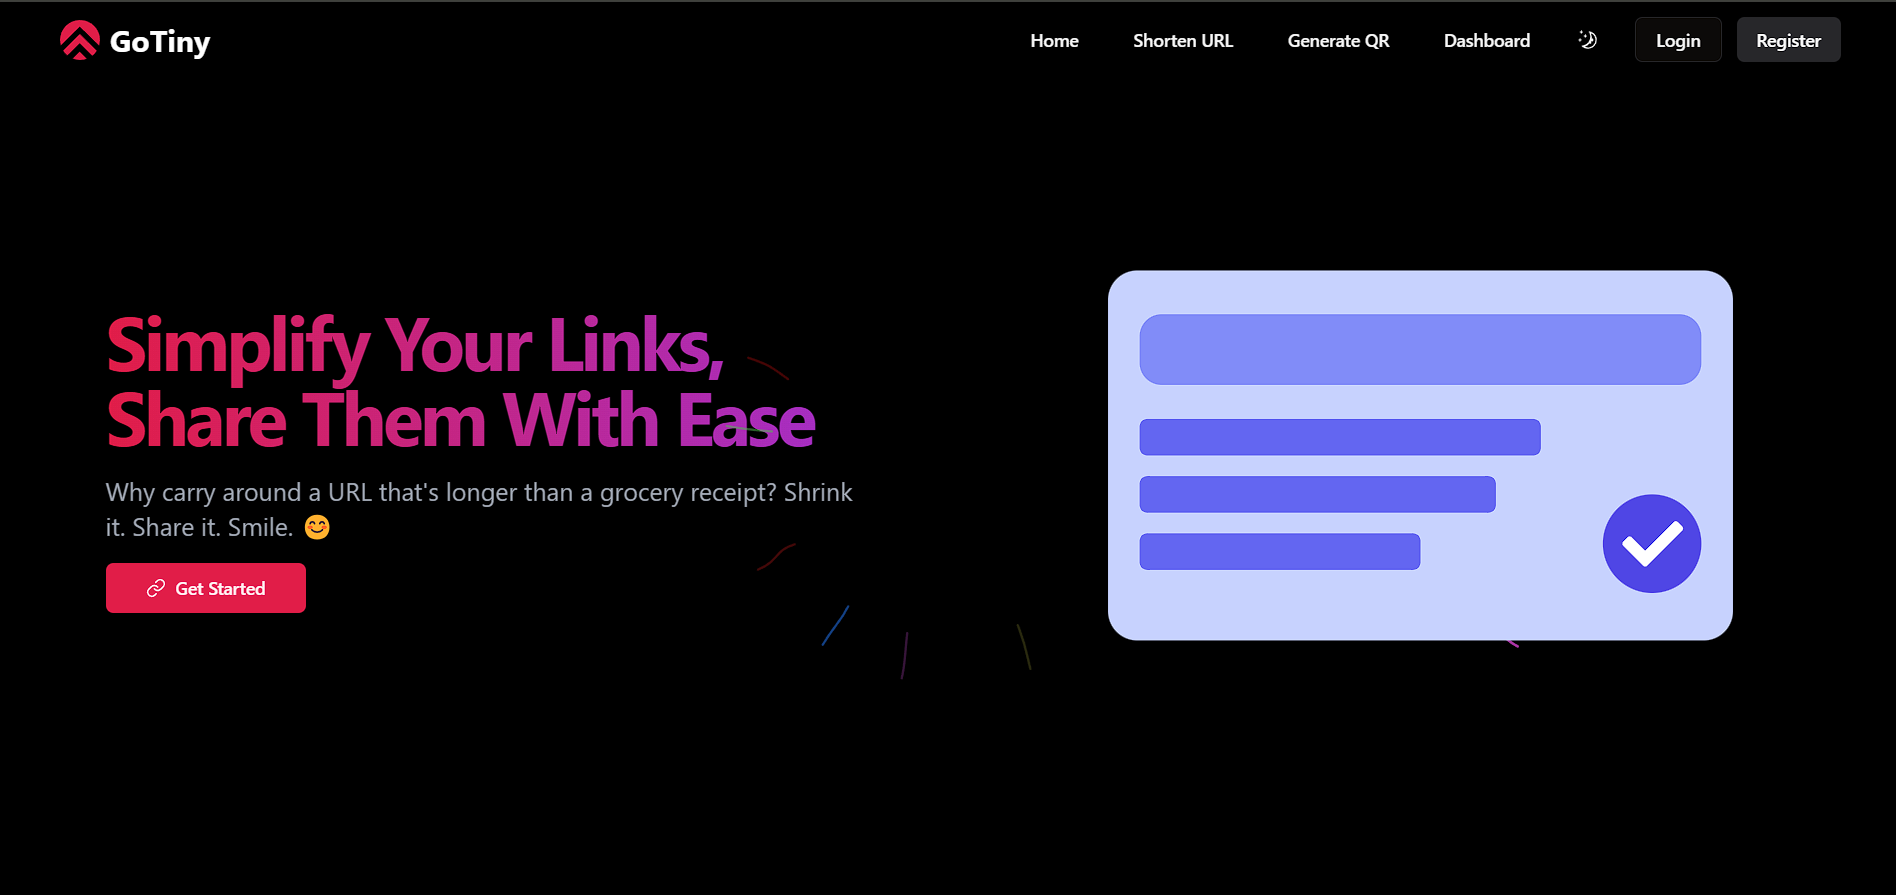 GoTiny
Home
Shorten URL
Generate QR
Dashboard
Login
Register
Simplify Your Links,
Share Them With Ease
Why carry around a URL that's longer than a grocery receipt? Shrink
it. Share it. Smile. 😊
Get Started